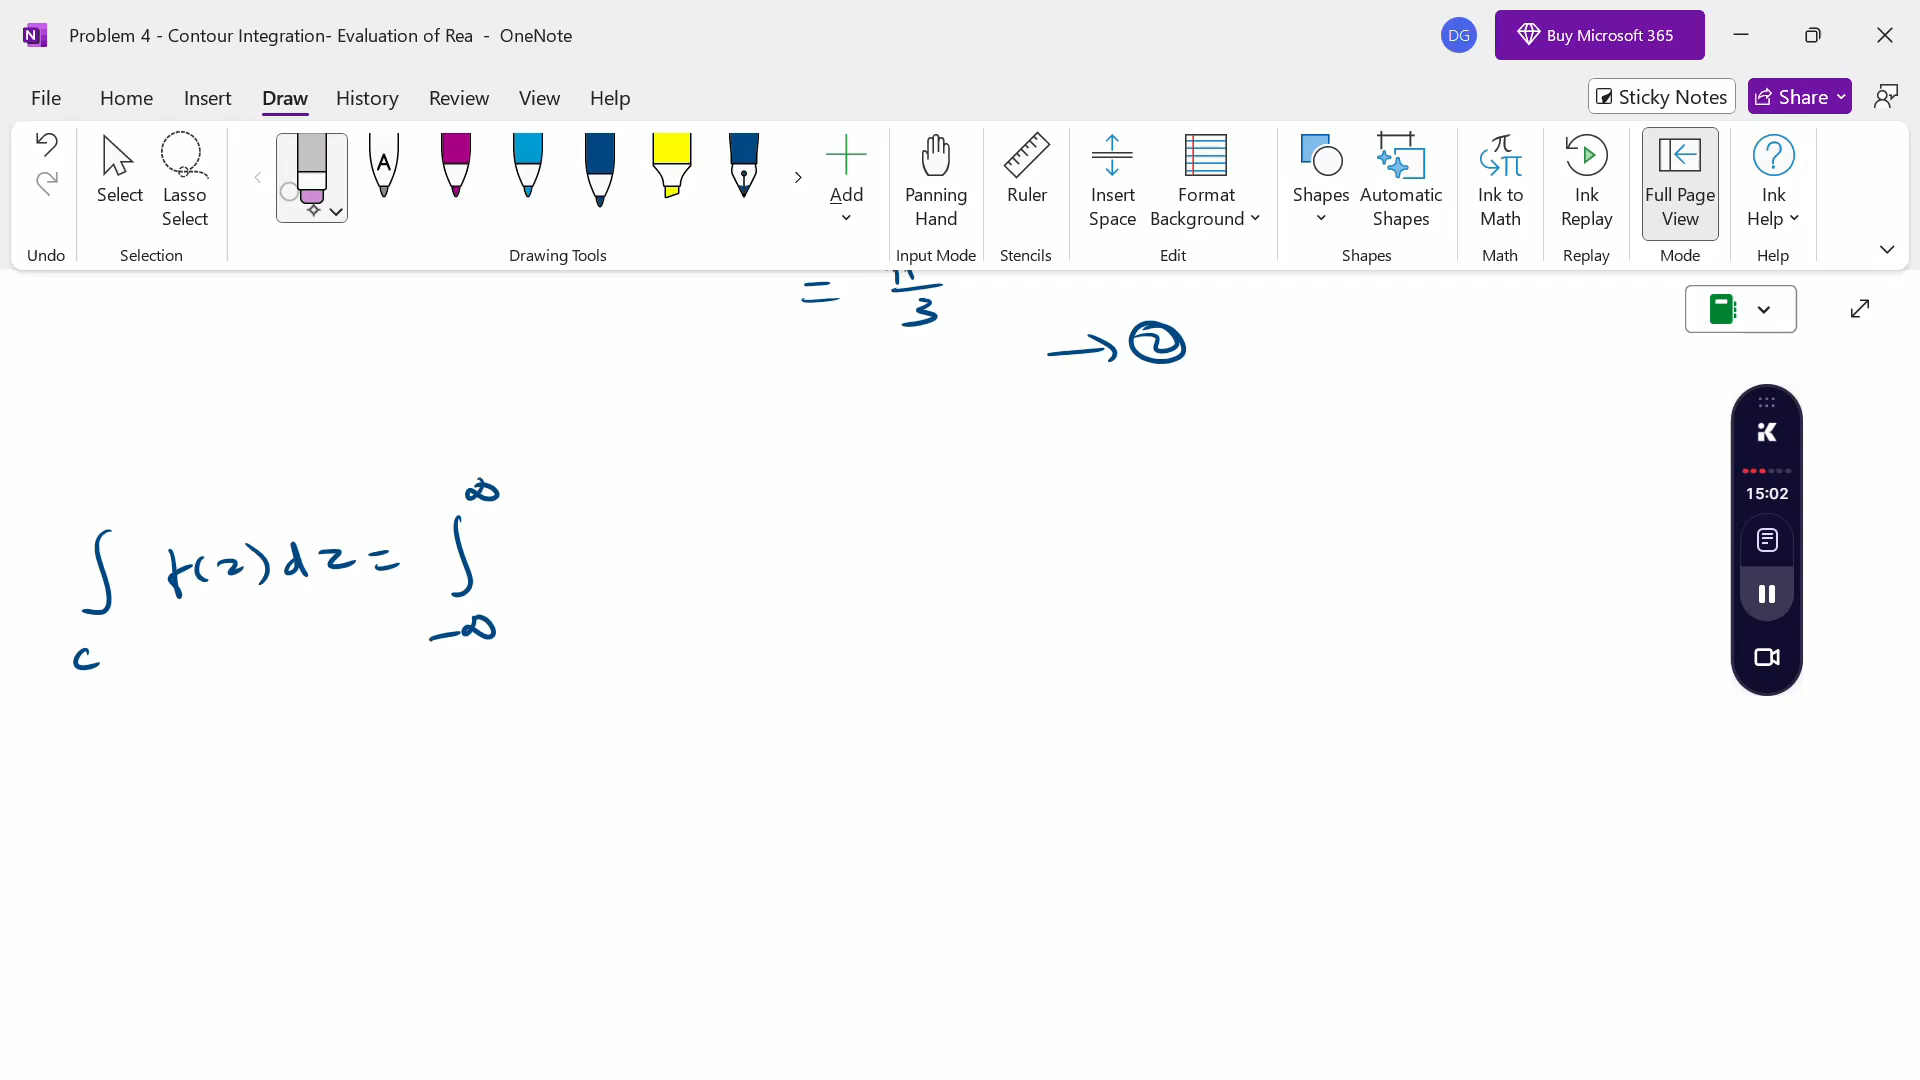 Problem 4 - Contour Integration- Evaluation of Rea - OneNote
DG
Buy Microsoft 365
File Home Insert Draw History Review View Help
Sticky Notes
Share
Select
Lasso Select
A
Add
Panning Hand
Ruler
Insert Space
Format Background
Shapes
Automatic Shapes
Ink to Math
Ink Replay
Full Page View
Ink Help
Undo
Selection
Drawing Tools
Input Mode
Stencils
Edit
Shapes
Math
Replay
Mode
Help
= π/3
→ ②
15:02
∫_c f(z) dz = ∫_{-∞}^{∞}